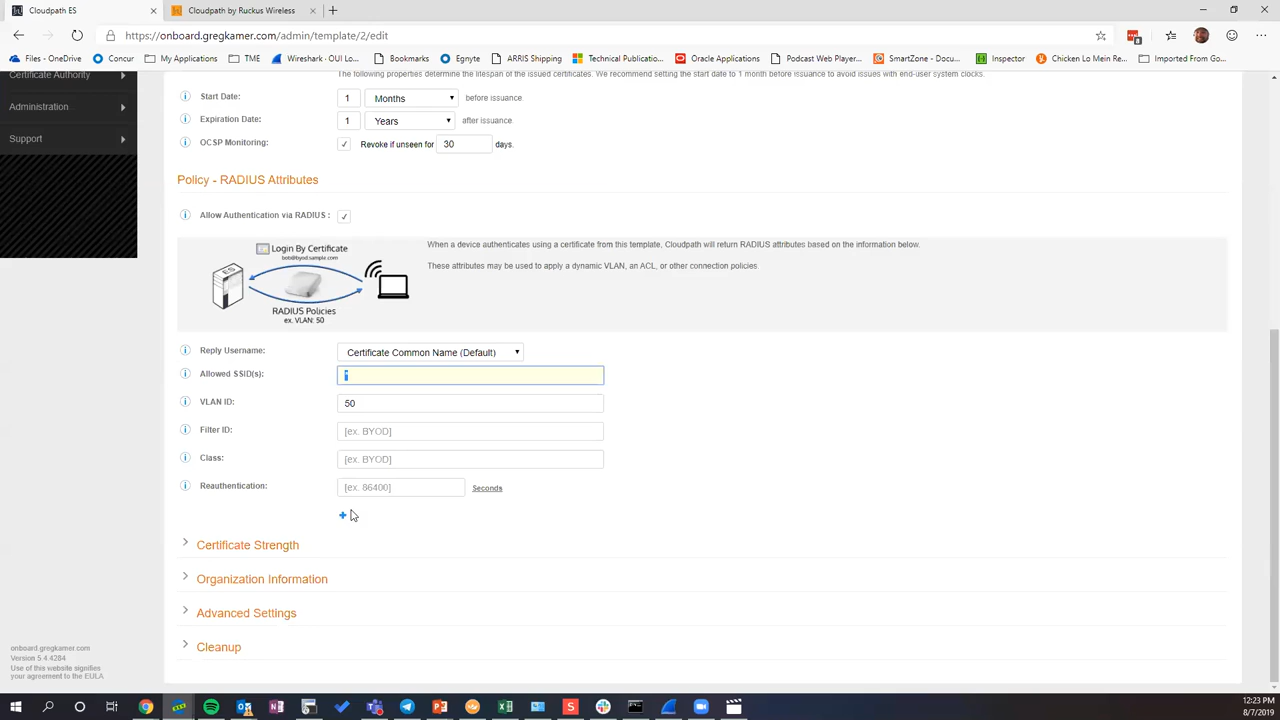 Cloudpath ES
Cloudpath by Ruckus Wireless
https://onboard.gregkamer.com/admin/template/2/edit
Files - OneDrive
Concur
My Applications
TME
Wireshark - OUI Lo...
Bookmarks
Egnyte
ARRIS Shipping
Technical Publication...
Oracle Applications
Podcast Web Player...
SmartZone - Docu...
Inspector
Chicken Lo Mein Re...
Imported From Go...
Certificate Authority
Administration
Support
The following properties determine the lifespan of the issued certificates. We recommend setting the start date to 1 month before issuance to avoid issues with end-user system clocks.
Start Date: 1 Months before issuance.
Expiration Date: 1 Years after issuance.
OCSP Monitoring: Revoke if unseen for 30 days.
Policy - RADIUS Attributes
Allow Authentication via RADIUS :
Login By Certificate
bob@byod.sample.com
RADIUS Policies
ex. VLAN: 50
When a device authenticates using a certificate from this template, Cloudpath will return RADIUS attributes based on the information below.
These attributes may be used to apply a dynamic VLAN, an ACL, or other connection policies
Reply Username: Certificate Common Name (Default)
Allowed SSID(s): *
VLAN ID: 50
Filter ID: [ex. BYOD]
Class: [ex. BYOD]
Reauthentication: [ex. 86400] Seconds
Certificate Strength
Organization Information
Advanced Settings
Cleanup
onboard.gregkamer.com
Version 5.4.4284
Use of this website signifies
your agreement to the EULA
12:23 PM
8/7/2019